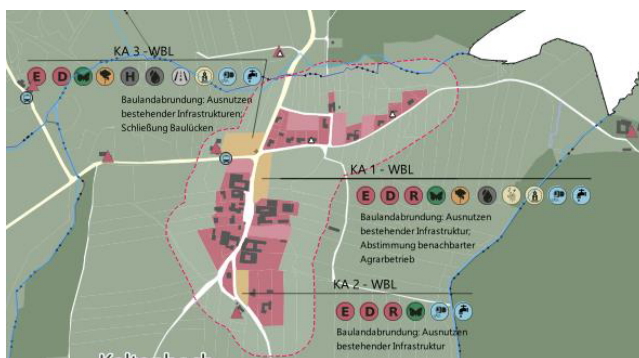 KA 3 -WBL
E D H
Baulandabrundung: Ausnutzen
bestehender Infrastrukturen;
Schließung Baulücken
KA 1 - WBL
E D R
Baulandabrundung: Ausnutzen
bestehender Infrastruktur;
Abstimmung benachbarter
Agrarbetrieb
KA 2 - WBL
E D R
Baulandabrundung: Ausnutzen
bestehender Infrastruktur